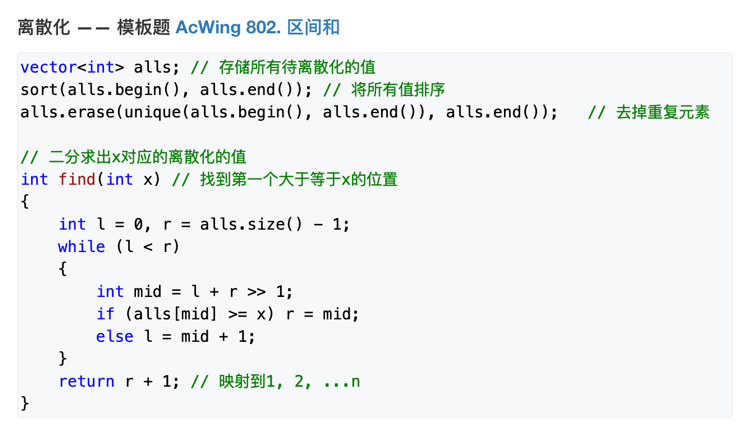 离散化 —— 模板题 AcWing 802. 区间和
vector<int> alls; // 存储所有待离散化的值
sort(alls.begin(), alls.end()); // 将所有值排序
alls.erase(unique(alls.begin(), alls.end()), alls.end());   // 去掉重复元素

// 二分求出x对应的离散化的值
int find(int x) // 找到第一个大于等于x的位置
{
    int l = 0, r = alls.size() - 1;
    while (l < r)
    {
        int mid = l + r >> 1;
        if (alls[mid] >= x) r = mid;
        else l = mid + 1;
    }
    return r + 1; // 映射到1, 2, ...n
}